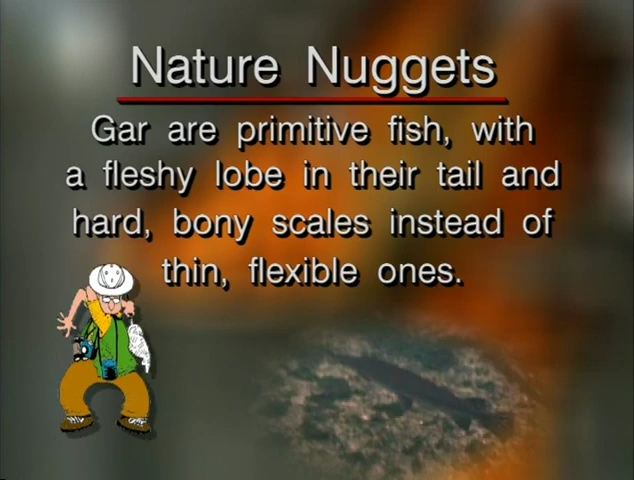 Nature Nuggets
Gar are primitive fish, with
a fleshy lobe in their tail and
hard, bony scales instead of
thin, flexible ones.